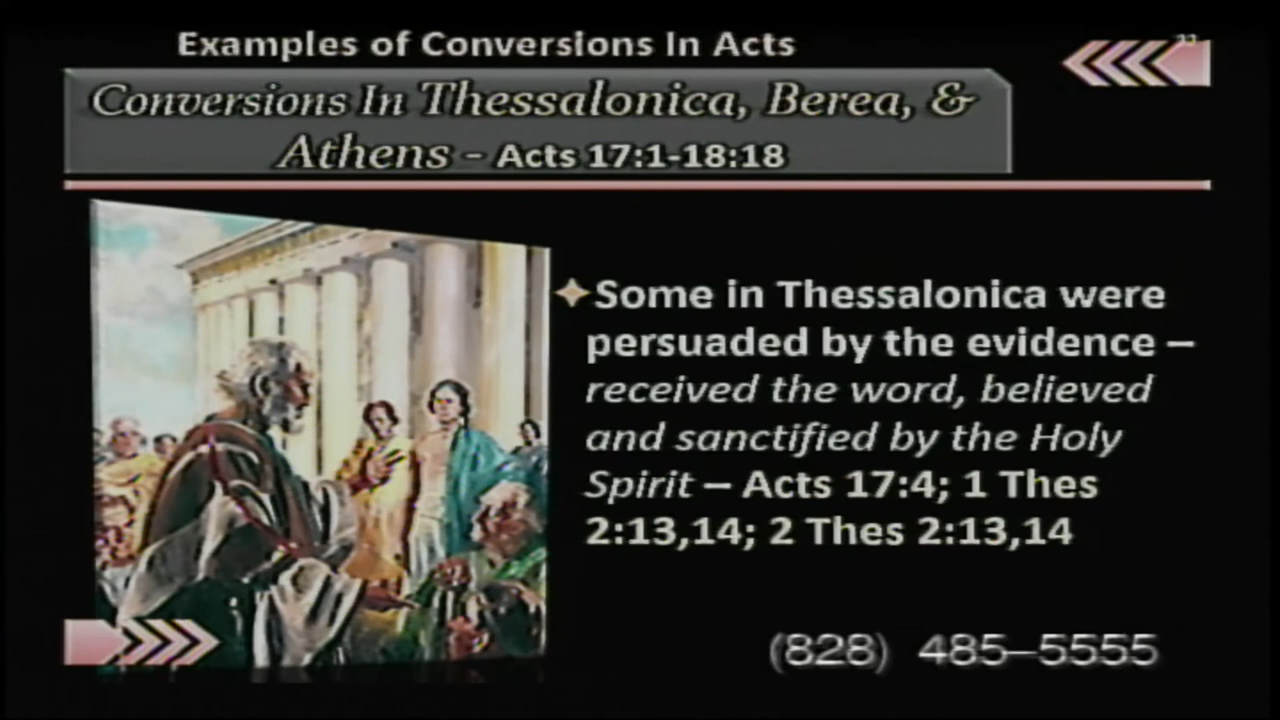 Examples of Conversions In Acts
Conversions In Thessalonica, Berea, &
Athens – Acts 17:1-18:18
Some in Thessalonica were
persuaded by the evidence –
received the word, believed
and sanctified by the Holy
Spirit – Acts 17:4; 1 Thes
2:13,14; 2 Thes 2:13,14
(828) 485–5555